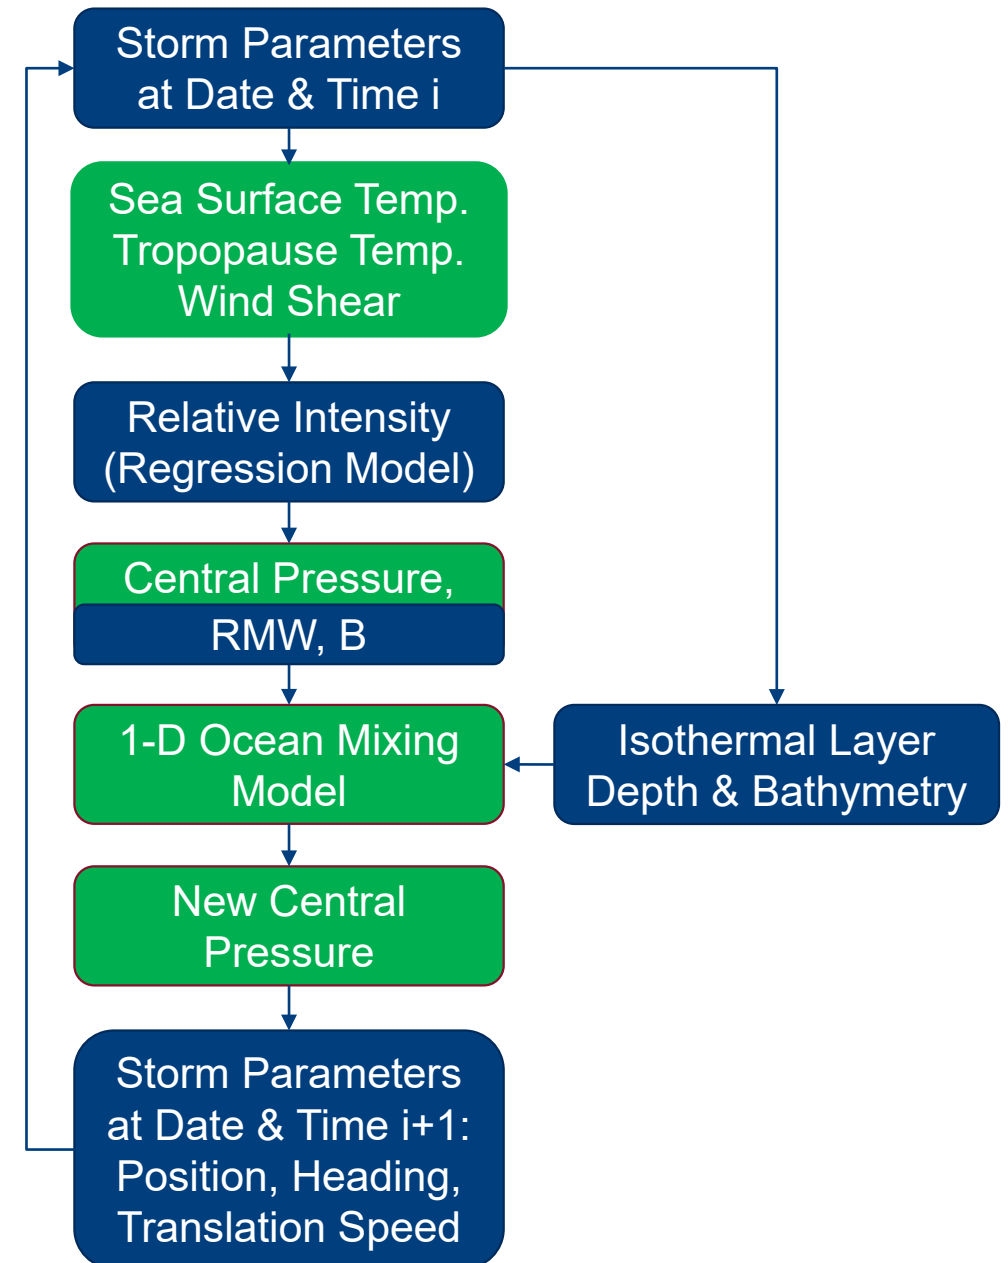 Storm Parameters
at Date & Time i
Sea Surface Temp.
Tropopause Temp.
Wind Shear
Relative Intensity
(Regression Model)
Central Pressure,
RMW, B
1-D Ocean Mixing
Model
Isothermal Layer
Depth & Bathymetry
New Central
Pressure
Storm Parameters
at Date & Time i+1:
Position, Heading,
Translation Speed